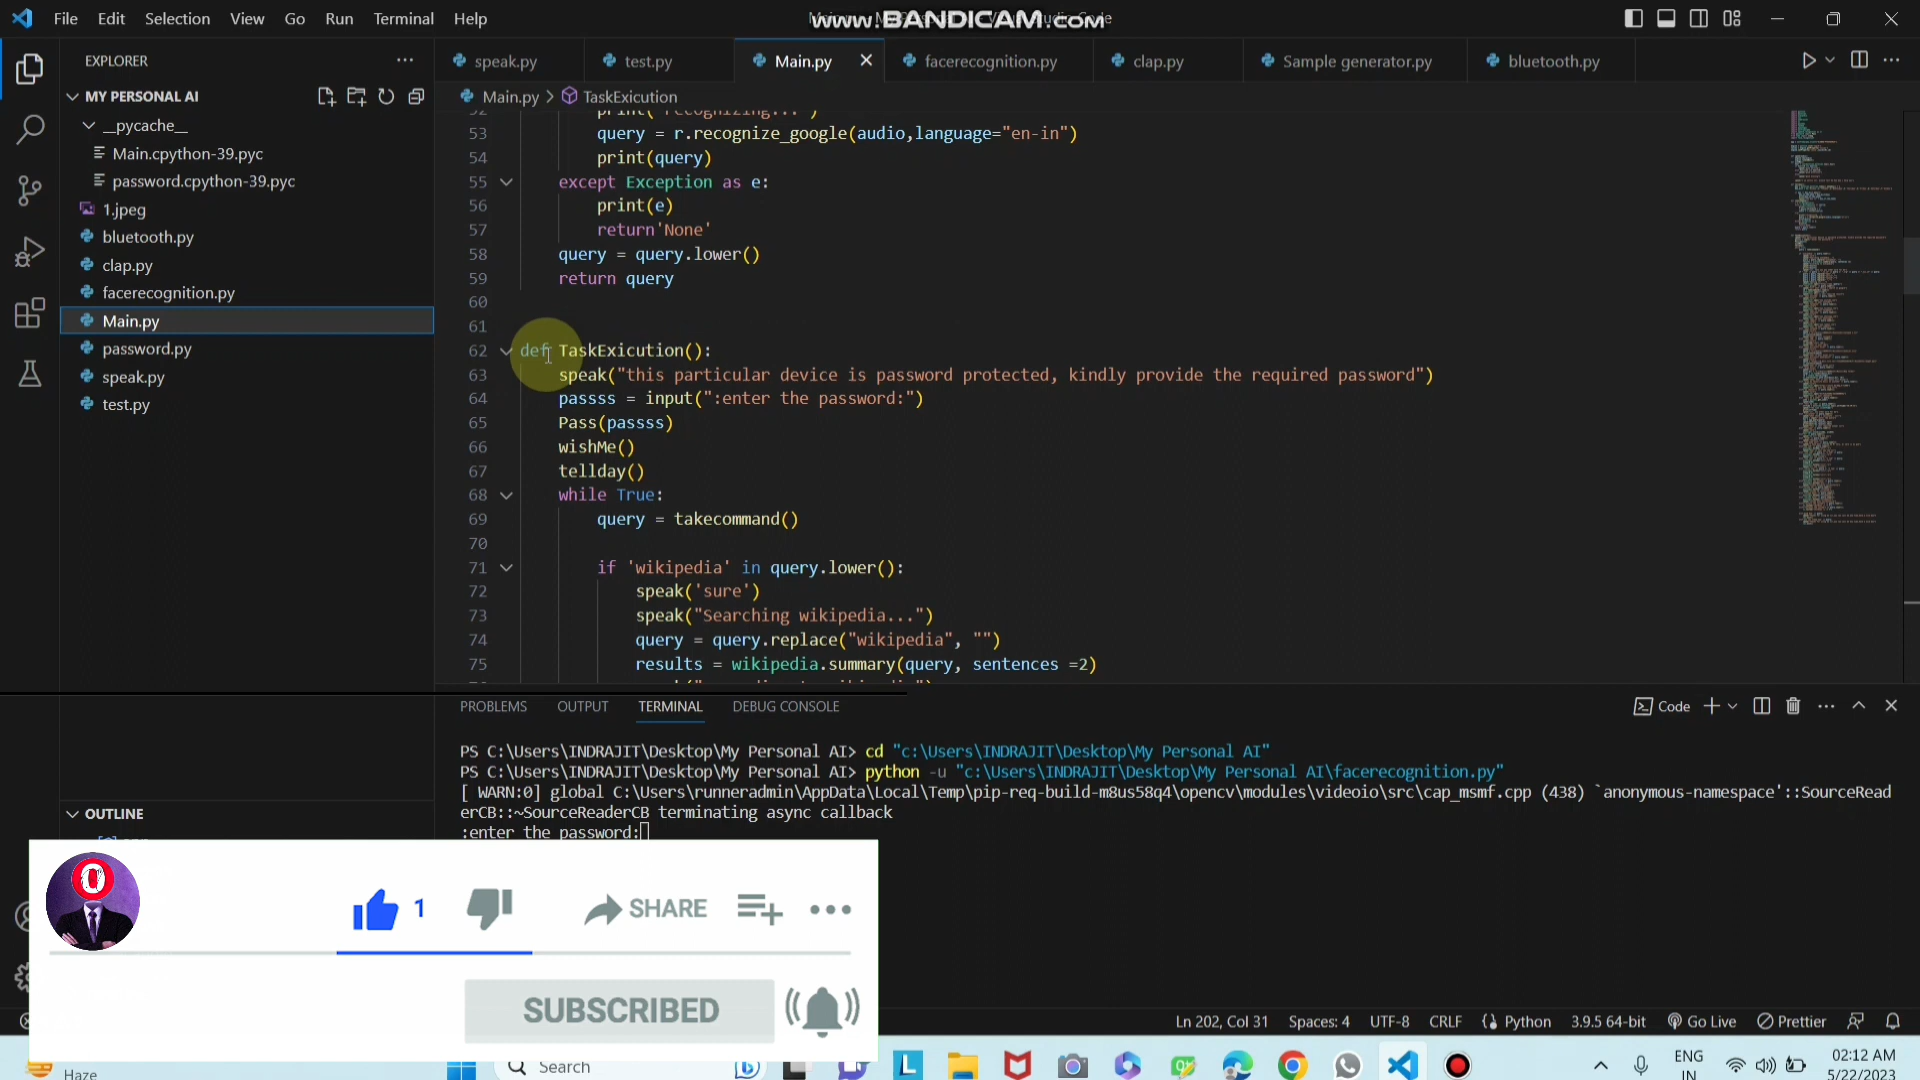 File Edit Selection View Go Run Terminal Help
www.BANDICAM.com
EXPLORER
MY PERSONAL AI
__pycache__
Main.cpython-39.pyc
password.cpython-39.pyc
1.jpeg
bluetooth.py
clap.py
facerecognition.py
Main.py
password.py
speak.py
test.py
OUTLINE
speak.py test.py Main.py facerecognition.py clap.py Sample generator.py bluetooth.py
Main.py > TaskExicution
53 query = r.recognize_google(audio,language="en-in")
54 print(query)
55 except Exception as e:
56 print(e)
57 return'None'
58 query = query.lower()
59 return query
60
61
62 def TaskExicution():
63 speak("this particular device is password protected, kindly provide the required password")
64 passss = input(":enter the password:")
65 Pass(passss)
66 wishMe()
67 tellday()
68 while True:
69 query = takecommand()
70
71 if 'wikipedia' in query.lower():
72 speak('sure')
73 speak("Searching wikipedia...")
74 query = query.replace("wikipedia", "")
75 results = wikipedia.summary(query, sentences =2)
PROBLEMS OUTPUT TERMINAL DEBUG CONSOLE
Code
PS C:\Users\INDRAJIT\Desktop\My Personal AI> cd "c:\Users\INDRAJIT\Desktop\My Personal AI"
PS C:\Users\INDRAJIT\Desktop\My Personal AI> python -u "c:\Users\INDRAJIT\Desktop\My Personal AI\facerecognition.py"
[ WARN:0] global C:\Users\runneradmin\AppData\Local\Temp\pip-req-build-m8us58q4\opencv\modules\videoio\src\cap_msmf.cpp (438) `anonymous-namespace'::SourceRead
erCB::~SourceReaderCB terminating async callback
:enter the password:
0
1
SHARE
SUBSCRIBED
Ln 202, Col 31 Spaces: 4 UTF-8 CRLF Python 3.9.5 64-bit Go Live Prettier
Haze
Search
L
ENG
IN
02:12 AM
5/22/2023